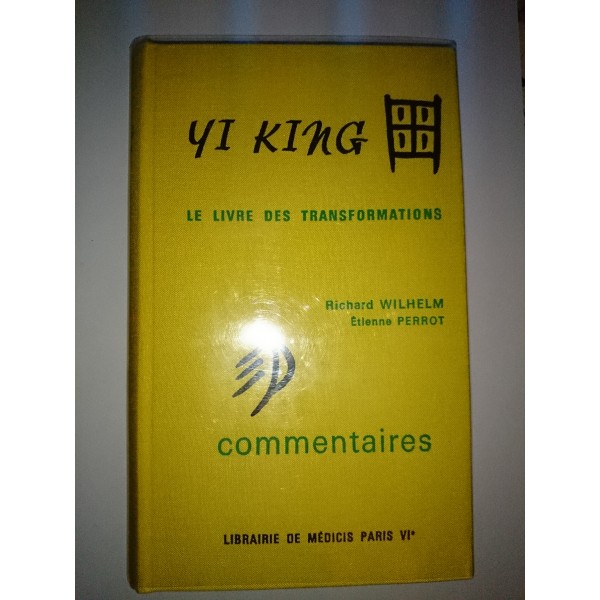 YI KING
LE LIVRE DES TRANSFORMATIONS
Richard WILHELM
Étienne PERROT
commentaires
LIBRAIRIE DE MÉDICIS PARIS VIe